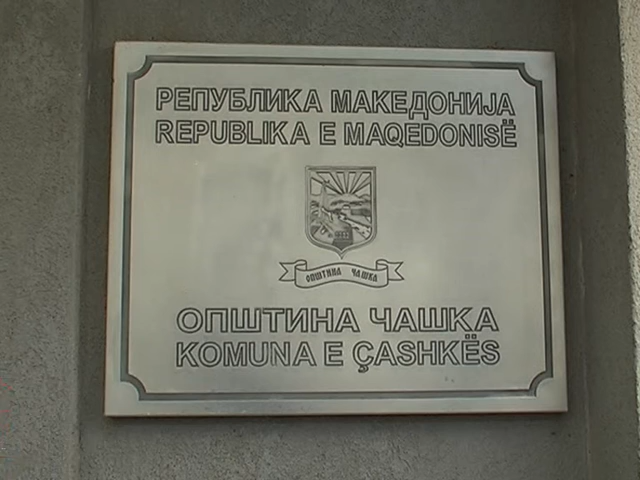 РЕПУБЛИКА МАКЕДОНИЈА
REPUBLIKA E MAQEDONISË
ОПШТИНА ЧАШКА
ОПШТИНА ЧАШКА
KOMUNA E ÇASHKËS